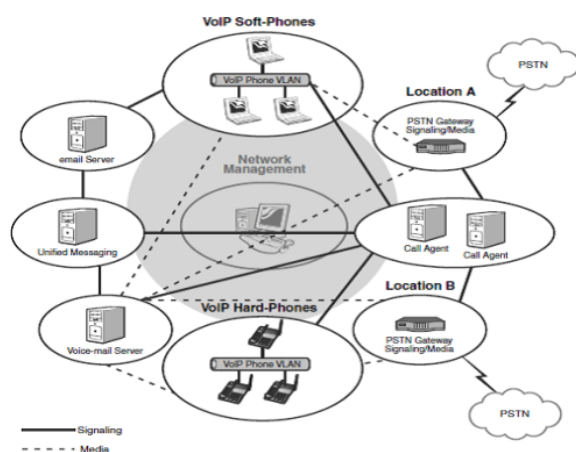 VoIP Soft-Phones
VoIP Phone VLAN
PSTN
Location A
PSTN Gateway
Signaling/Media
email Server
Network
Management
Unified Messaging
Call Agent
Call Agent
Location B
Voice-mail Server
VoIP Hard-Phones
VoIP Phone VLAN
PSTN Gateway
Signaling/Media
PSTN
Signaling
Media